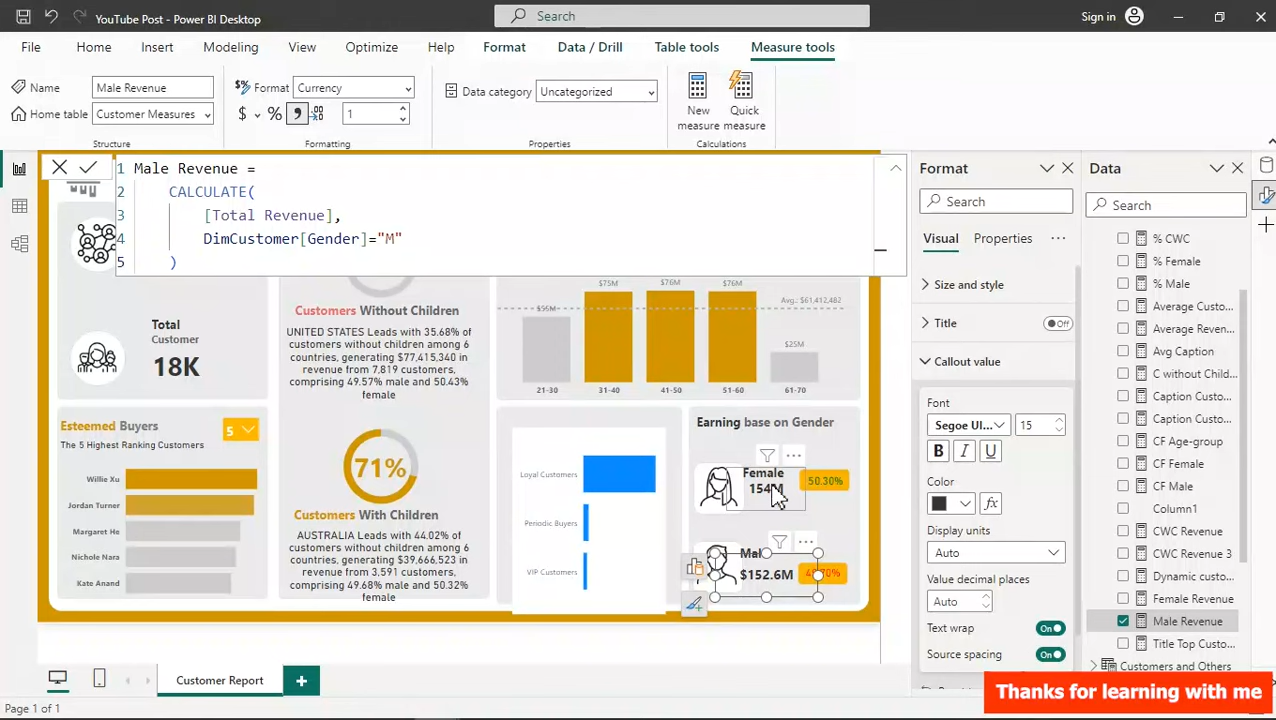 YouTube Post - Power BI Desktop
Search
Sign in
File
Home
Insert
Modeling
View
Optimize
Help
Format
Data / Drill
Table tools
Measure tools
Name
Male Revenue
Home table
Customer Measures
Structure
Format
Currency
$
%
1
Formatting
Data category
Uncategorized
Properties
New measure
Quick measure
Calculations
1 Male Revenue =
2 CALCULATE(
3 [Total Revenue],
4 DimCustomer[Gender]="M"
5 )
Total
Customer
18K
Customers Without Children
UNITED STATES Leads with 35.68% of
customers without children among 6
countries, generating $77,415,340 in
revenue from 7,819 customers,
comprising 49.57% male and 50.43%
female
$55M
$75M
$76M
$76M
$25M
Avg.: $61,412,482
21-30
31-40
41-50
51-60
61-70
Esteemed Buyers
5
The 5 Highest Ranking Customers
Willie Xu
Jordan Turner
Margaret He
Nichole Nara
Kate Anand
71%
Customers With Children
AUSTRALIA Leads with 44.02% of
customers with children among 6
countries, generating $39,666,523 in
revenue from 3,591 customers,
comprising 49.68% male and 50.32%
female
Loyal Customers
Periodic Buyers
VIP Customers
Earning base on Gender
Female
154M
50.30%
$152.6M
Format
Search
Visual
Properties
Size and style
Title
Off
Callout value
Font
Segoe UI...
15
B
I
U
Color
fx
Display units
Auto
Value decimal places
Auto
Text wrap
On
Source spacing
On
Data
Search
% CWC
% Female
% Male
Average Custo...
Average Reven...
Avg Caption
C without Child...
Caption Custo...
Caption Custo...
CF Age-group
CF Female
CF Male
Column1
CWC Revenue
CWC Revenue 3
Dynamic custo...
Female Revenue
Male Revenue
Title Top Custo...
Customers and Others
Customer Report
Page 1 of 1
Thanks for learning with me